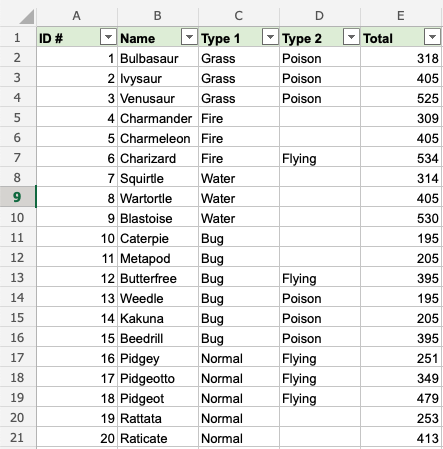 A B C D E
1 ID # Name Type 1 Type 2 Total
2 1 Bulbasaur Grass Poison 318
3 2 Ivysaur Grass Poison 405
4 3 Venusaur Grass Poison 525
5 4 Charmander Fire 309
6 5 Charmeleon Fire 405
7 6 Charizard Fire Flying 534
8 7 Squirtle Water 314
9 8 Wartortle Water 405
10 9 Blastoise Water 530
11 10 Caterpie Bug 195
12 11 Metapod Bug 205
13 12 Butterfree Bug Flying 395
14 13 Weedle Bug Poison 195
15 14 Kakuna Bug Poison 205
16 15 Beedrill Bug Poison 395
17 16 Pidgey Normal Flying 251
18 17 Pidgeotto Normal Flying 349
19 18 Pidgeot Normal Flying 479
20 19 Rattata Normal 253
21 20 Raticate Normal 413